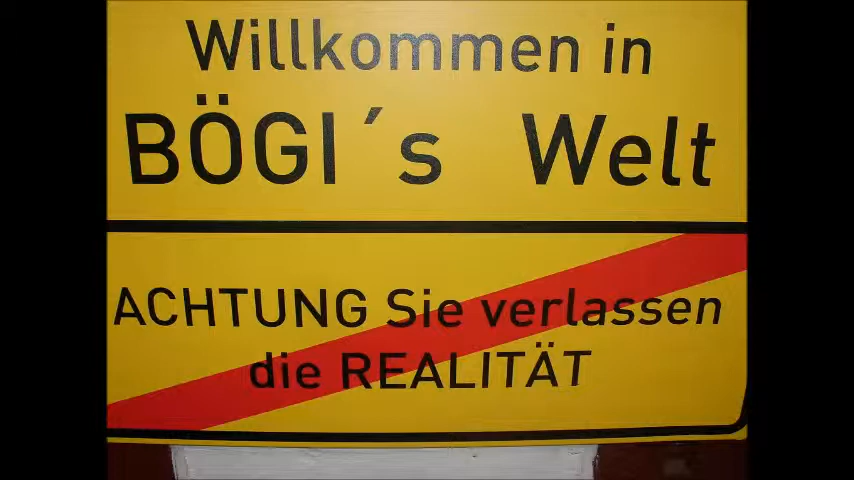 Willkommen in
BÖGI´s Welt
ACHTUNG Sie verlassen
die REALITÄT